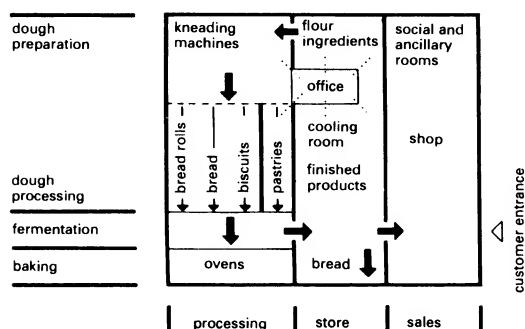 dough
preparation
kneading
machines
flour
ingredients
social and
ancillary
rooms
office
bread rolls
bread
biscuits
pastries
cooling
room
finished
products
shop
dough
processing
fermentation
baking
ovens
bread
customer entrance
processing
store
sales